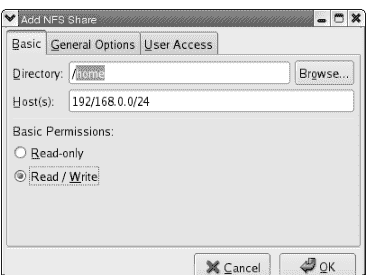 Add NFS Share
Basic General Options User Access
Directory: /home Browse...
Host(s): 192/168.0.0/24
Basic Permissions:
Read-only
Read / Write
Cancel OK